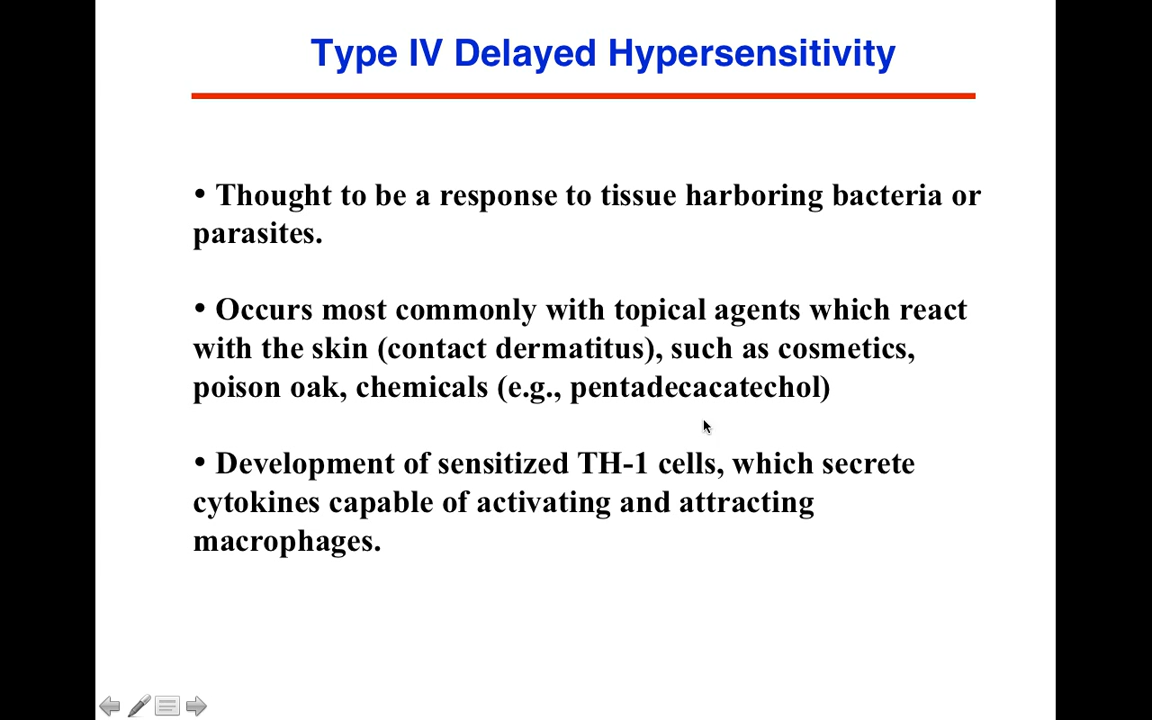 Type IV Delayed Hypersensitivity
• Thought to be a response to tissue harboring bacteria or
parasites.
• Occurs most commonly with topical agents which react
with the skin (contact dermatitus), such as cosmetics,
poison oak, chemicals (e.g., pentadecacatechol)
• Development of sensitized TH-1 cells, which secrete
cytokines capable of activating and attracting
macrophages.